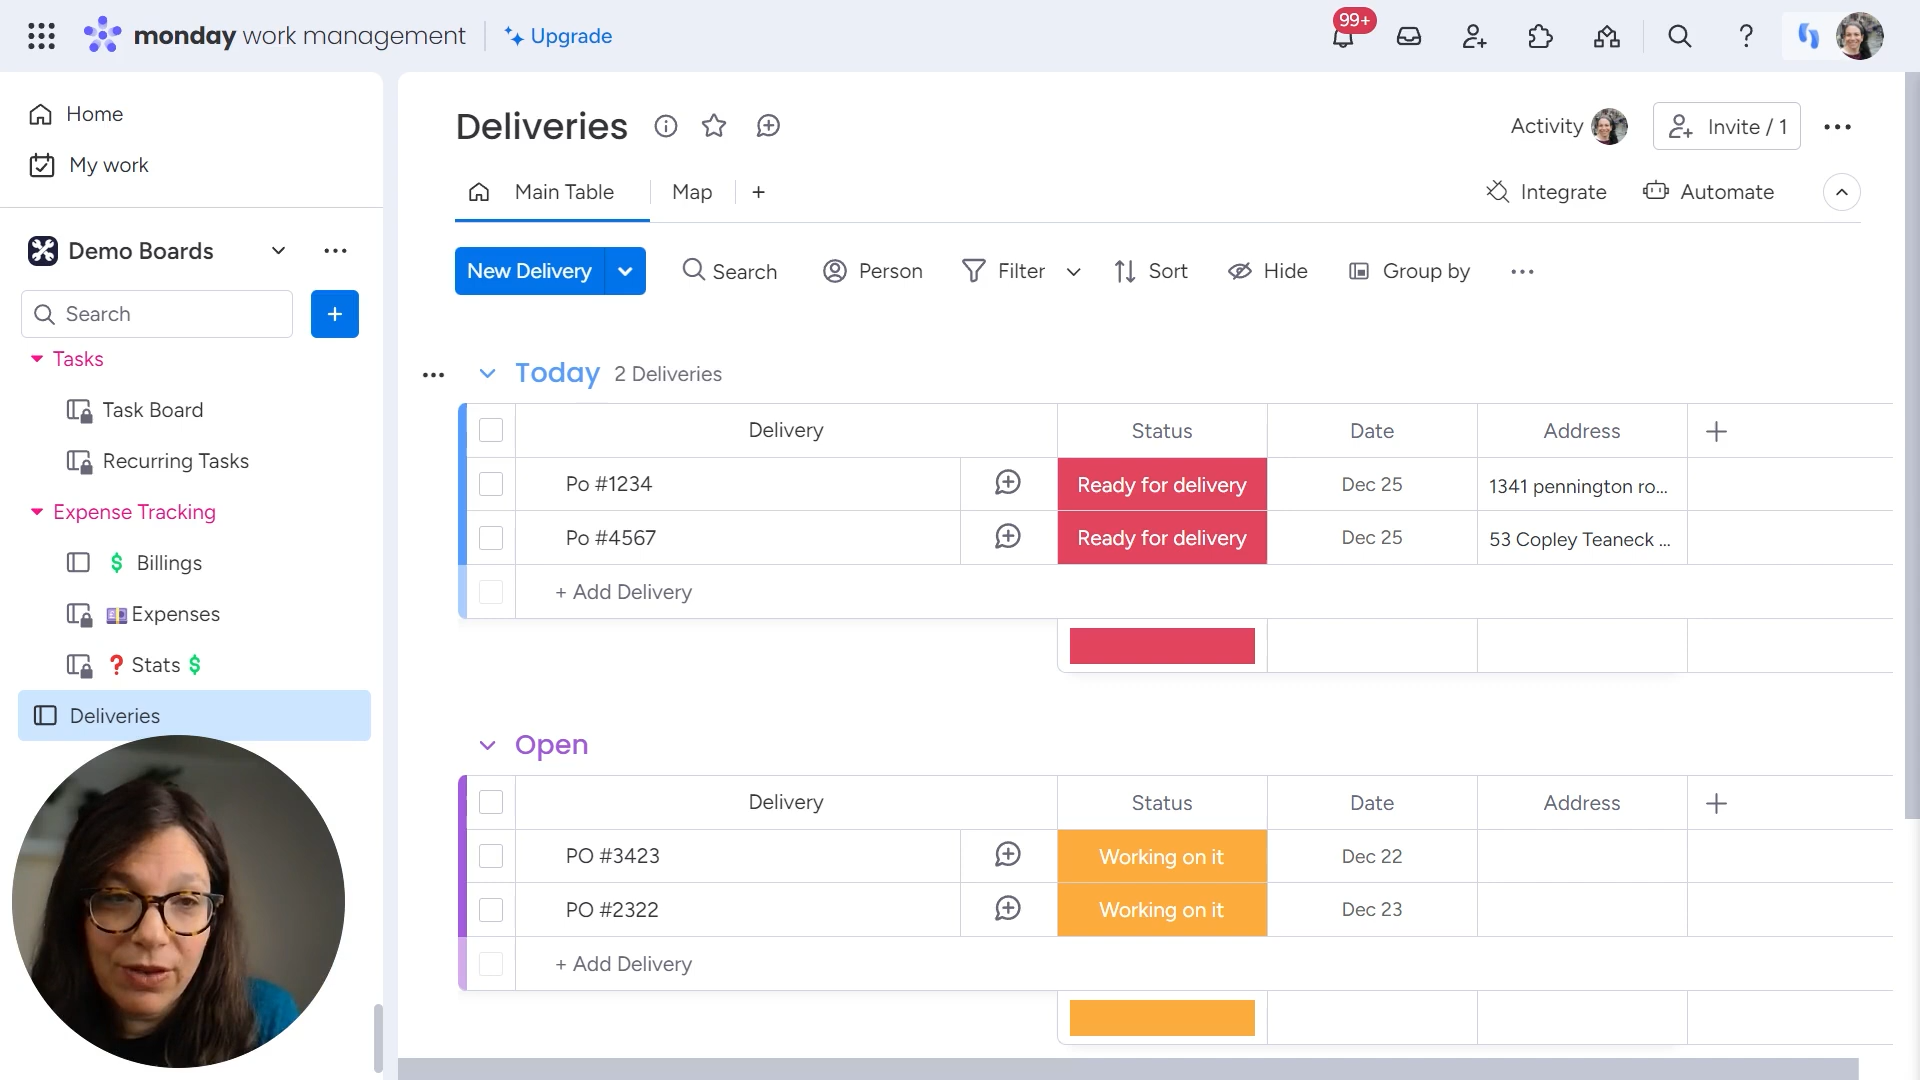 monday work management
Upgrade
99+
Home
My work
Demo Boards
Search
+
Tasks
Task Board
Recurring Tasks
Expense Tracking
$ Billings
Expenses
❓ Stats $
Deliveries
Deliveries
Activity
Invite / 1
Main Table
Map
+
Integrate
Automate
New Delivery
Search
Person
Filter
Sort
Hide
Group by
Today 2 Deliveries
Delivery Status Date Address +
Po #1234 Ready for delivery Dec 25 1341 pennington ro...
Po #4567 Ready for delivery Dec 25 53 Copley Teaneck ...
+ Add Delivery
Open
Delivery Status Date Address +
PO #3423 Working on it Dec 22
PO #2322 Working on it Dec 23
+ Add Delivery